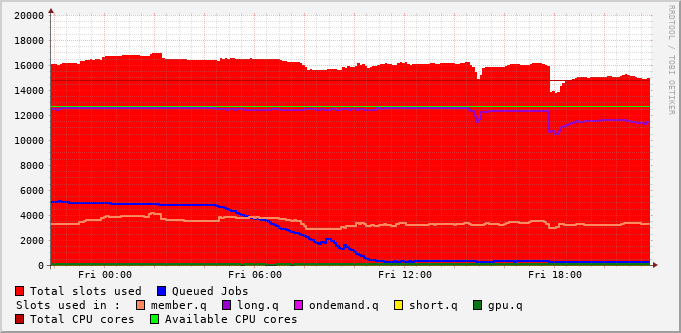 20000
18000
16000
14000
12000
10000
8000
6000
4000
2000
0
Fri 00:00 Fri 06:00 Fri 12:00 Fri 18:00
RRDTOOL / TOBI OETIKER
Total slots used Queued Jobs
Slots used in : member.q long.q ondemand.q short.q gpu.q
Total CPU cores Available CPU cores